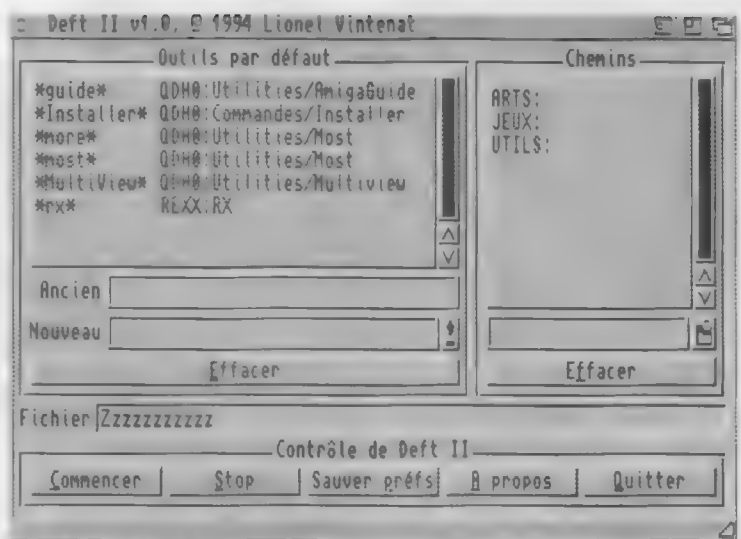 Deft II v1.0, © 1994 Lionel Vintenat
Outils par défaut
*guide* QDH0:Utilities/AmigaGuide
*Installer* QDH0:Commandes/Installer
*more* QDH0:Utilities/Most
*most* QDH0:Utilities/Most
*MultiView* QDH0:Utilities/Multiview
*rx* REXX:RX
Ancien
Nouveau
Effacer
Chemins
ARTS:
JEUX:
UTILS:
Effacer
Fichier Zzzzzzzzzzz
Contrôle de Deft II
Commencer Stop Sauver préfs A propos Quitter